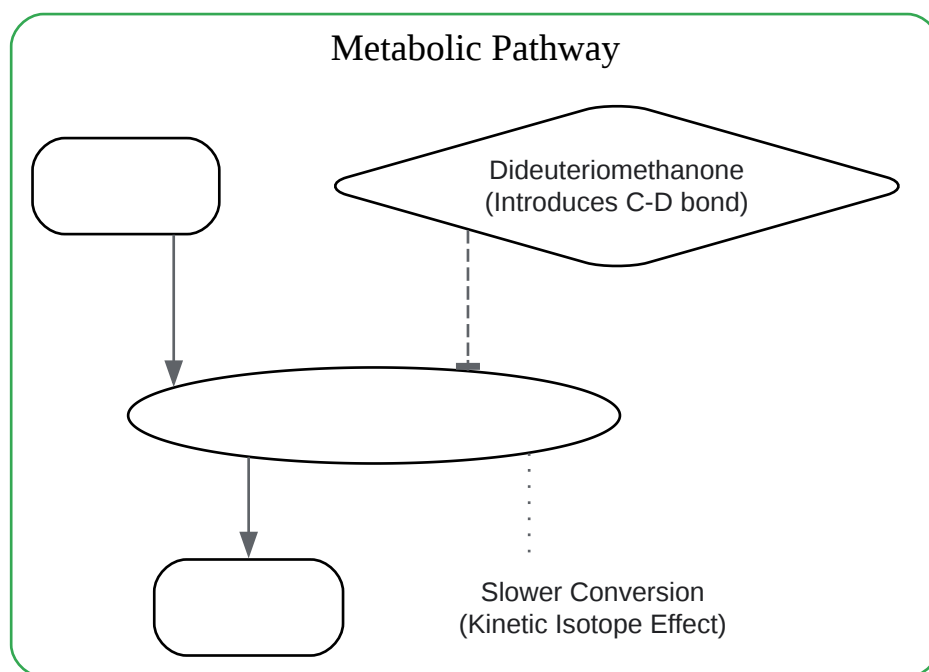 Metabolic Pathway
Dideuteriomethanone
(Introduces C-D bond)
Slower Conversion
(Kinetic Isotope Effect)